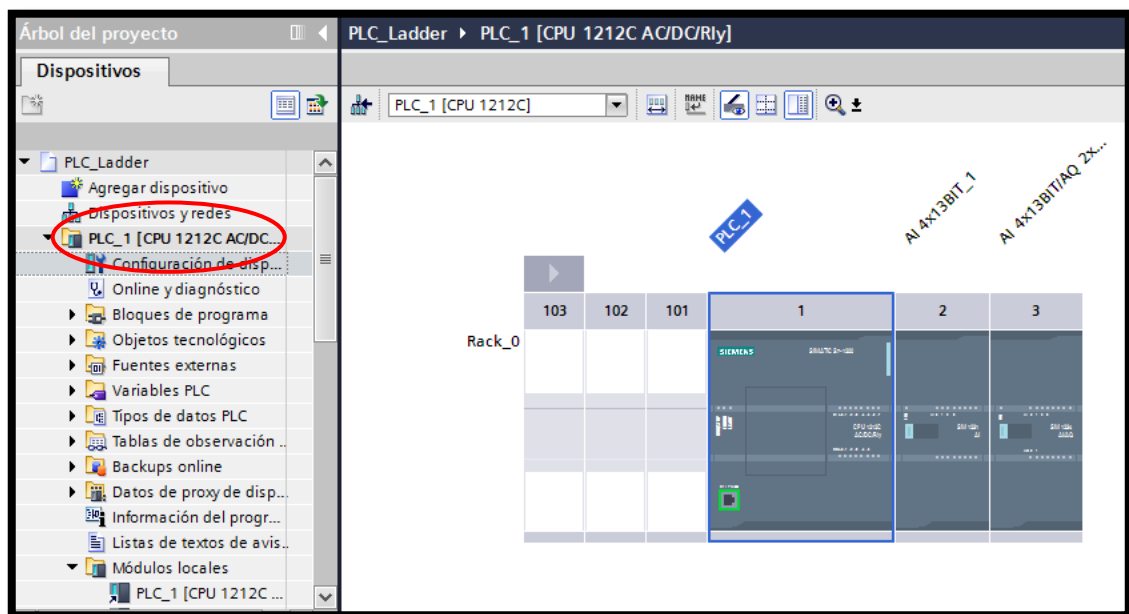 Árbol del proyecto
PLC_Ladder PLC_1 [CPU 1212C AC/DC/Rly]
Dispositivos
PLC_1 [CPU 1212C]
PLC_Ladder
Agregar dispositivo
Dispositivos y redes
PLC_1 [CPU 1212C AC/DC...
Configuración de disp...
Online y diagnóstico
Bloques de programa
Objetos tecnológicos
Fuentes externas
Variables PLC
Tipos de datos PLC
Tablas de observación ..
Backups online
Datos de proxy de disp...
Información del progr...
Listas de textos de avis..
Módulos locales
PLC_1 [CPU 1212C ...
PLC_1
AI 4x13BIT_1
AI 4x13BIT/AQ 2x...
103 102 101 1 2 3
Rack_0
SIEMENS